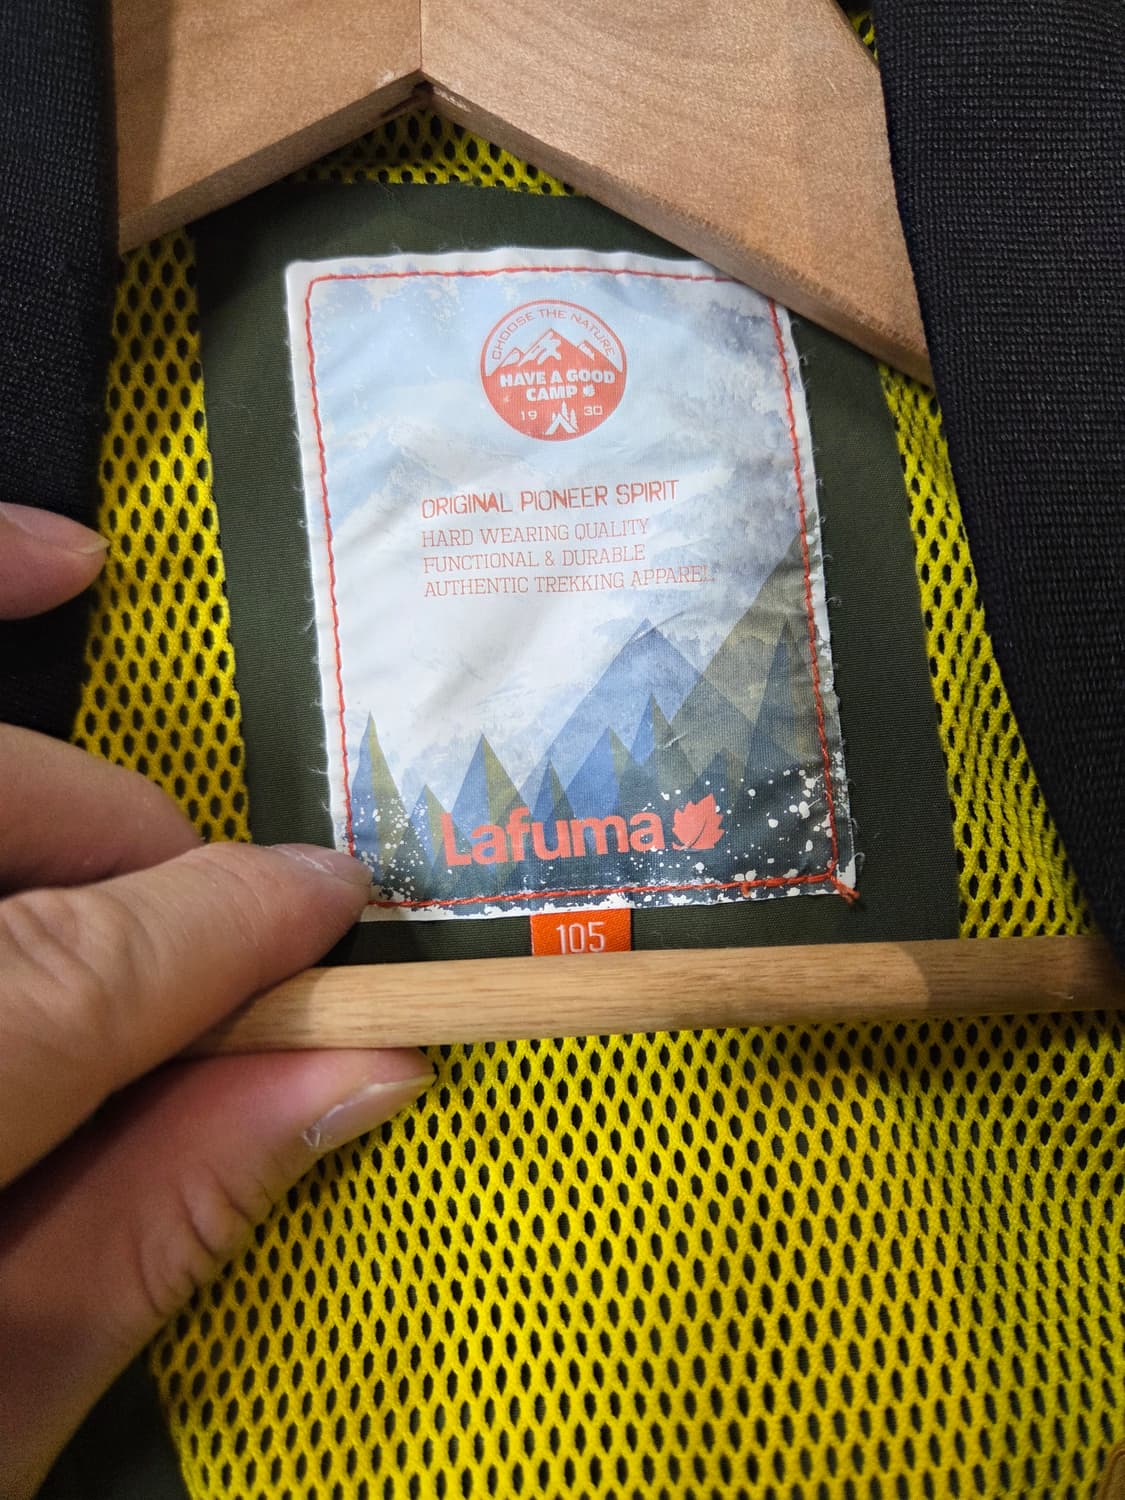 CHOOSE THE NATURE
HAVE A GOOD
CAMP
19 30
ORIGINAL PIONEER SPIRIT
HARD WEARING QUALITY
FUNCTIONAL & DURABLE
AUTHENTIC TREKKING APPAREL
Lafuma
105